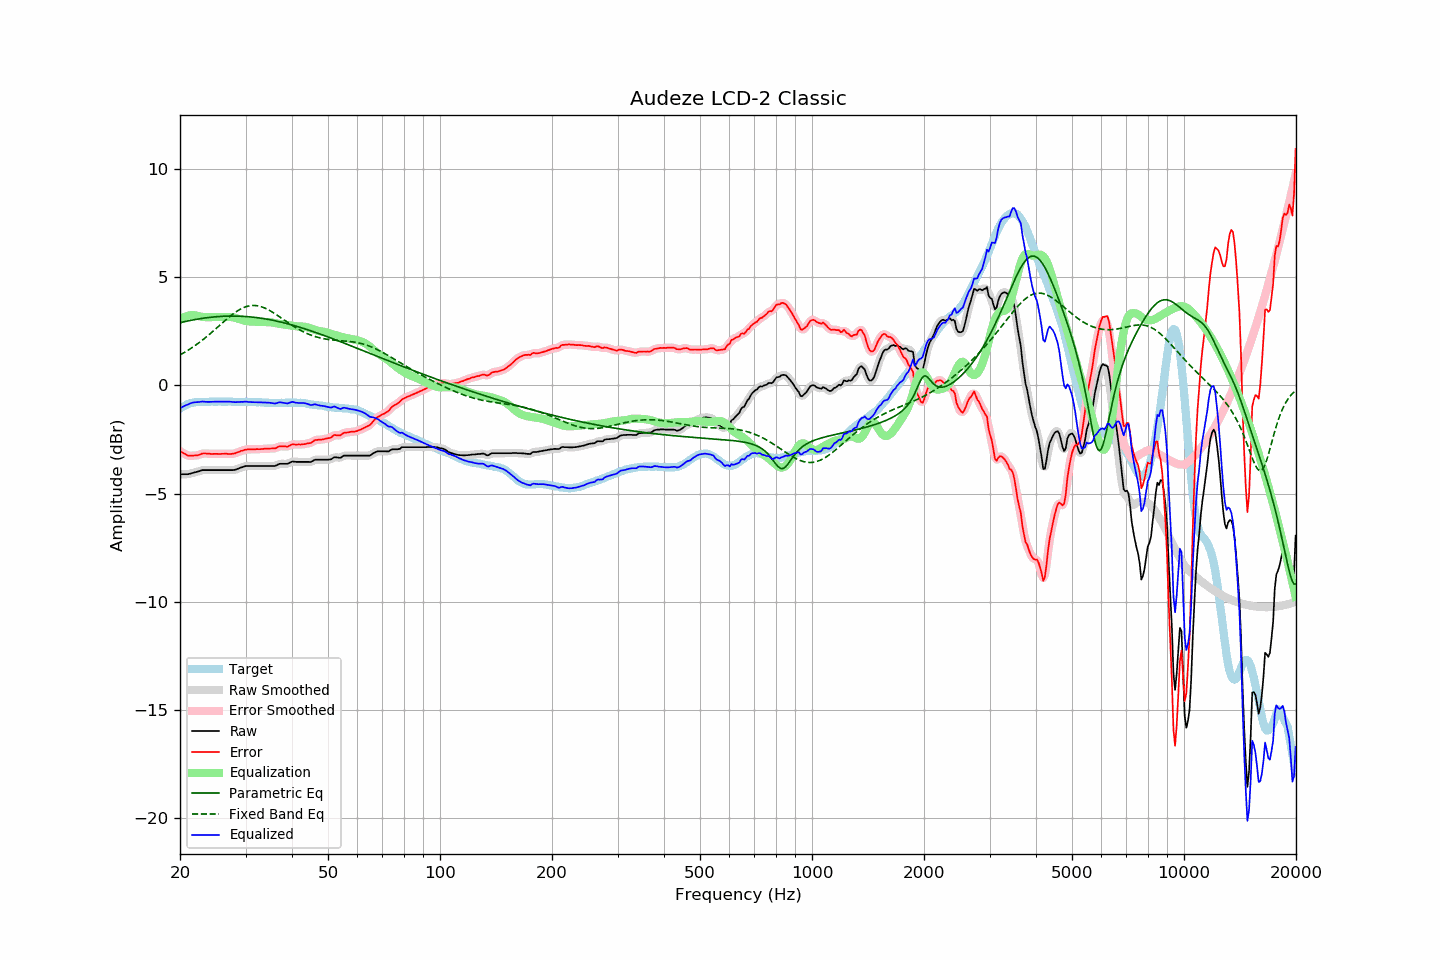 Audeze LCD-2 Classic
Amplitude (dBr)
10
5
0
−5
−10
−15
−20
Target
Raw Smoothed
Error Smoothed
Raw
Error
Equalization
Parametric Eq
Fixed Band Eq
Equalized
20 50 100 200 500 1000 2000 5000 10000 20000
Frequency (Hz)